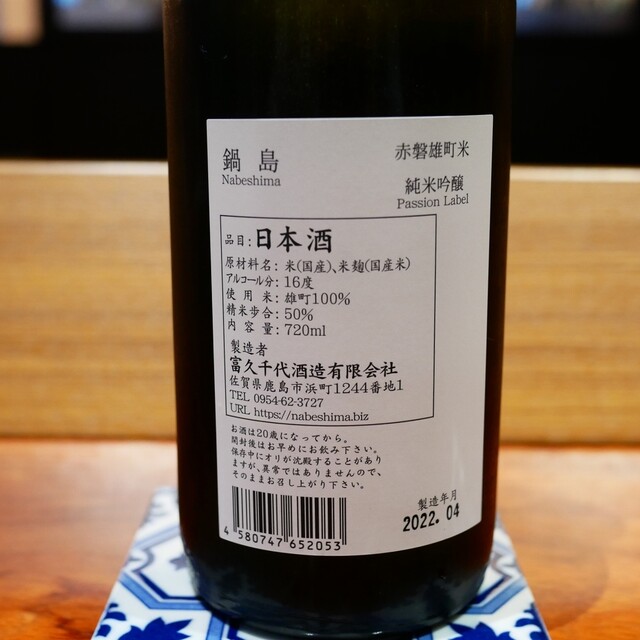 鍋島
Nabeshima
赤磐雄町米
純米吟醸
Passion Label
品目:日本酒
原材料名:米(国産)、米麹(国産米)
アルコール分:16度
使用米:雄町100%
精米歩合:50%
内容量:720ml
製造者
富久千代酒造有限会社
佐賀県鹿島市浜町1244番地1
TEL 0954-62-3727
URL https://nabeshima.biz
お酒は20歳になってから。
開封後はお早めにお飲み下さい。
保存中にオリが沈殿することがあり
ますが、異常ではありませんので、
そのままお召し上がり下さい。
4 580747 652053
製造年月
2022.04